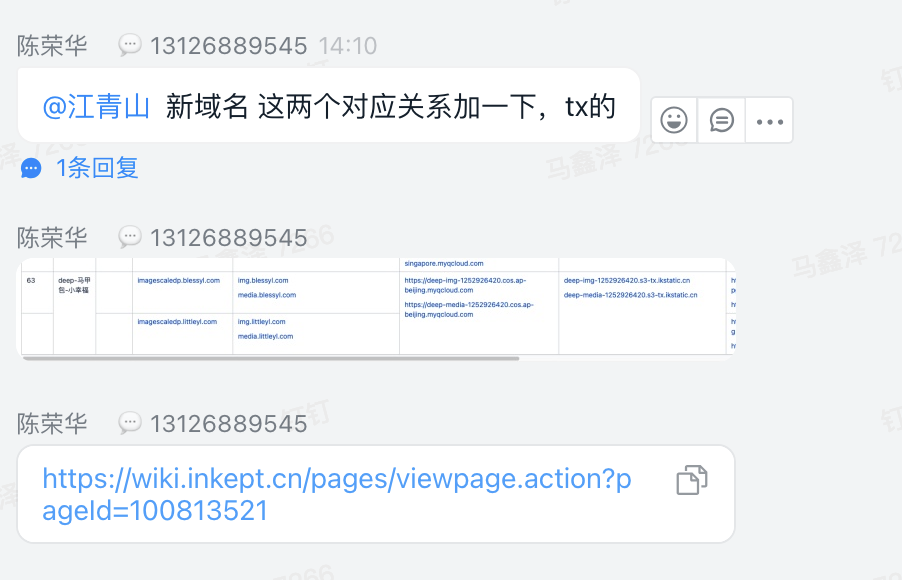 陈荣华 13126889545 14:10
@江青山 新域名 这两个对应关系加一下，tx的
1条回复
陈荣华 13126889545
singapore.myqcloud.com
63 deep-马甲 imagescaledp.blessyl.com img.blessyl.com https://deep-img-1252926420.cos.ap- deep-img-1252926420.s3-tx.ikstatic.cn
包-小幸福 media.blessyl.com beijing.myqcloud.com deep-media-1252926420.s3-tx.ikstatic.cn
https://deep-media-1252926420.cos.ap-
beijing.myqcloud.com
imagescaledp.littleyl.com img.littleyl.com
media.littleyl.com
陈荣华 13126889545
https://wiki.inkept.cn/pages/viewpage.action?p
ageId=100813521
马鑫泽 7266